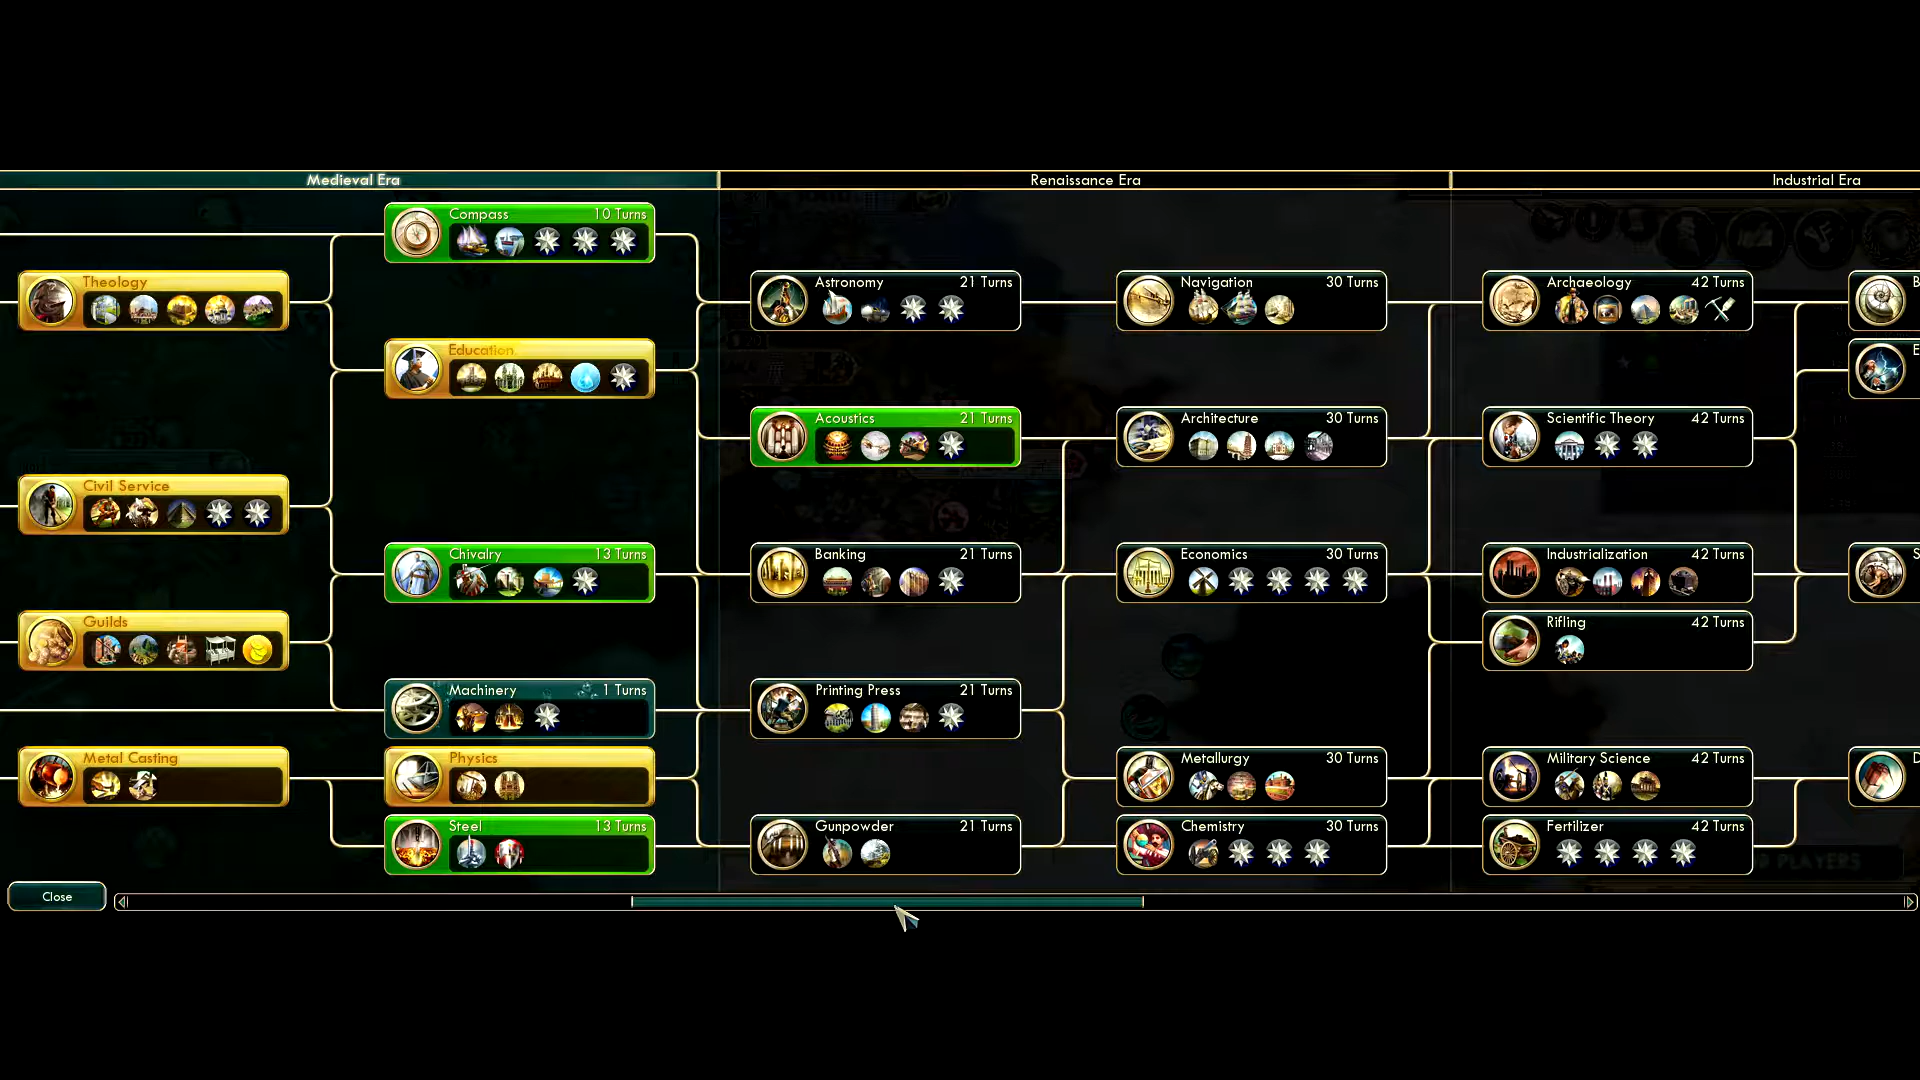 Medieval Era
Renaissance Era
Industrial Era
Compass 10 Turns
Theology
Astronomy 21 Turns
Navigation 30 Turns
Archaeology 42 Turns
B
Education
E
Acoustics 21 Turns
Architecture 30 Turns
Scientific Theory 42 Turns
Civil Service
Chivalry 13 Turns
Banking 21 Turns
Economics 30 Turns
Industrialization 42 Turns
S
Guilds
Rifling 42 Turns
Machinery 1 Turns
Printing Press 21 Turns
Metal Casting
Physics
Metallurgy 30 Turns
Military Science 42 Turns
D
Steel 13 Turns
Gunpowder 21 Turns
Chemistry 30 Turns
Fertilizer 42 Turns
PLAYERS
Close